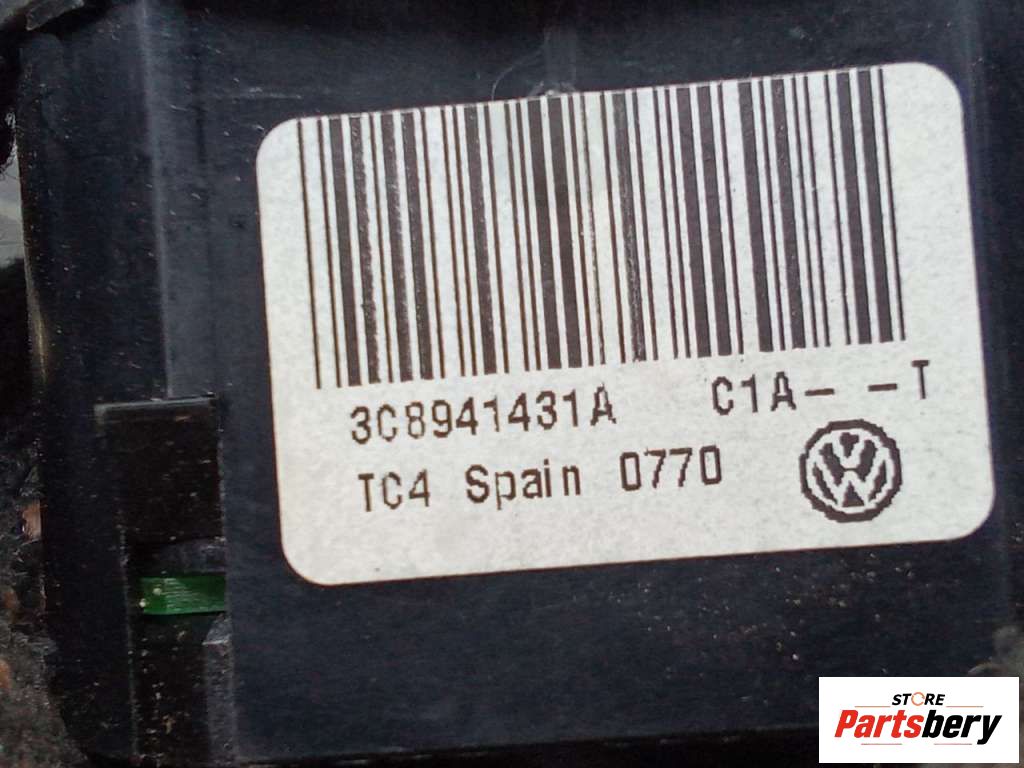 3C8941431A C1A- -T
TC4 Spain 0770
STORE
Partsbery